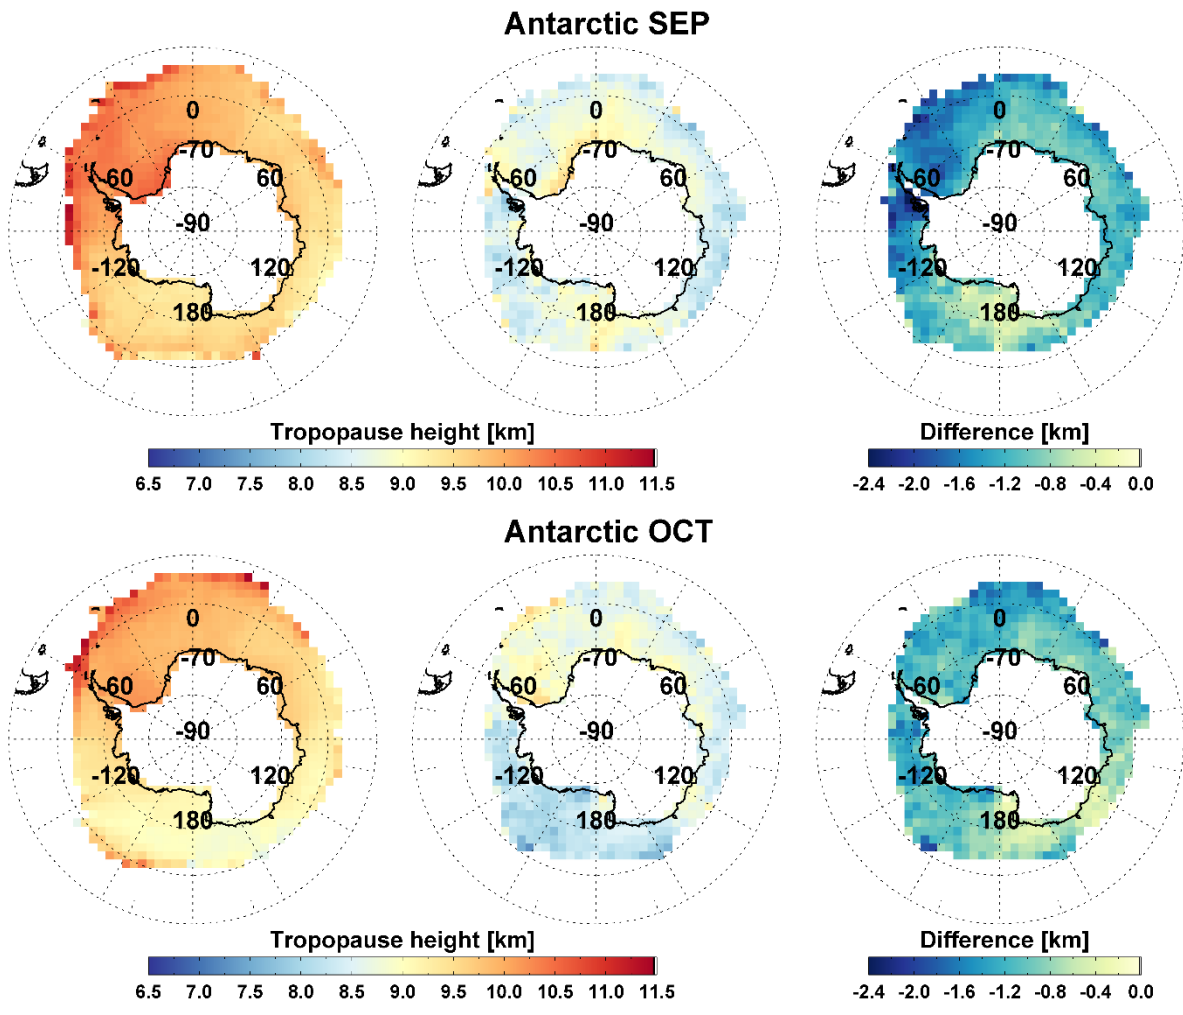 Antarctic SEP
0 0 0
-70 -70 -70
60 60 60 60 60 60
-90 -90 -90
-120 120 -120 120 -120 120
180 180 180
Tropopause height [km] Difference [km]
6.5 7.0 7.5 8.0 8.5 9.0 9.5 10.0 10.5 11.0 11.5 -2.4 -2.0 -1.6 -1.2 -0.8 -0.4 0.0
Antarctic OCT
0 0 0
-70 -70 -70
60 60 60 60 60 60
-90 -90 -90
-120 120 -120 120 -120 120
180 180 180
Tropopause height [km] Difference [km]
6.5 7.0 7.5 8.0 8.5 9.0 9.5 10.0 10.5 11.0 11.5 -2.4 -2.0 -1.6 -1.2 -0.8 -0.4 0.0